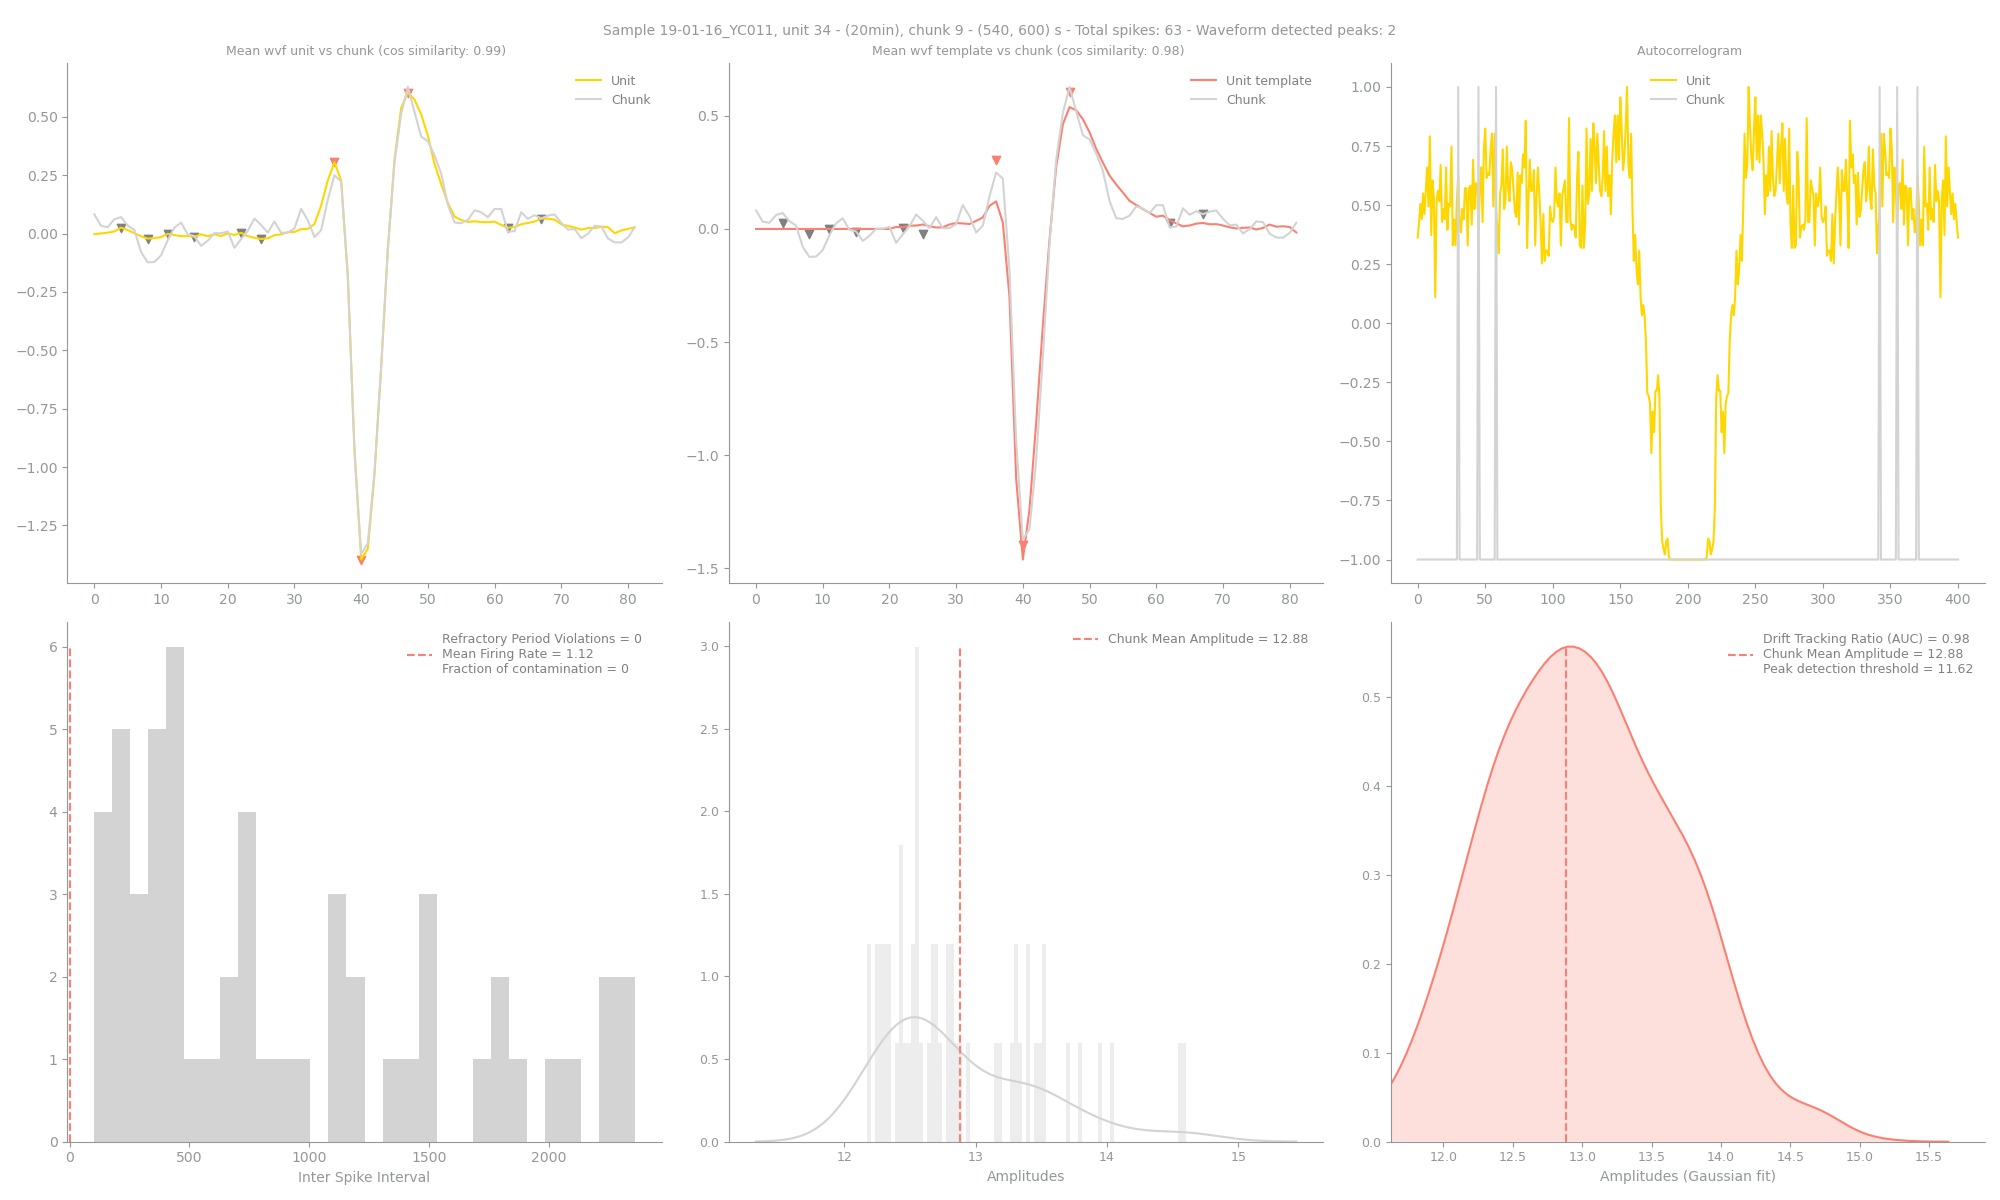 Sample 19-01-16_YC011, unit 34 - (20min), chunk 9 - (540, 600) s - Total spikes: 63 - Waveform detected peaks: 2
Mean wvf unit vs chunk (cos similarity: 0.99)
Unit
Chunk
0.50
0.25
0.00
−0.25
−0.50
−0.75
−1.00
−1.25
0 10 20 30 40 50 60 70 80
Mean wvf template vs chunk (cos similarity: 0.98)
Unit template
Chunk
0.5
0.0
−0.5
−1.0
−1.5
0 10 20 30 40 50 60 70 80
Autocorrelogram
Unit
Chunk
1.00
0.75
0.50
0.25
0.00
−0.25
−0.50
−0.75
−1.00
0 50 100 150 200 250 300 350 400
Refractory Period Violations = 0
Mean Firing Rate = 1.12
Fraction of contamination = 0
6
5
4
3
2
1
0
0 500 1000 1500 2000
Inter Spike Interval
Chunk Mean Amplitude = 12.88
3.0
2.5
2.0
1.5
1.0
0.5
0.0
12 13 14 15
Amplitudes
Drift Tracking Ratio (AUC) = 0.98
Chunk Mean Amplitude = 12.88
Peak detection threshold = 11.62
0.5
0.4
0.3
0.2
0.1
0.0
12.0 12.5 13.0 13.5 14.0 14.5 15.0 15.5
Amplitudes (Gaussian fit)